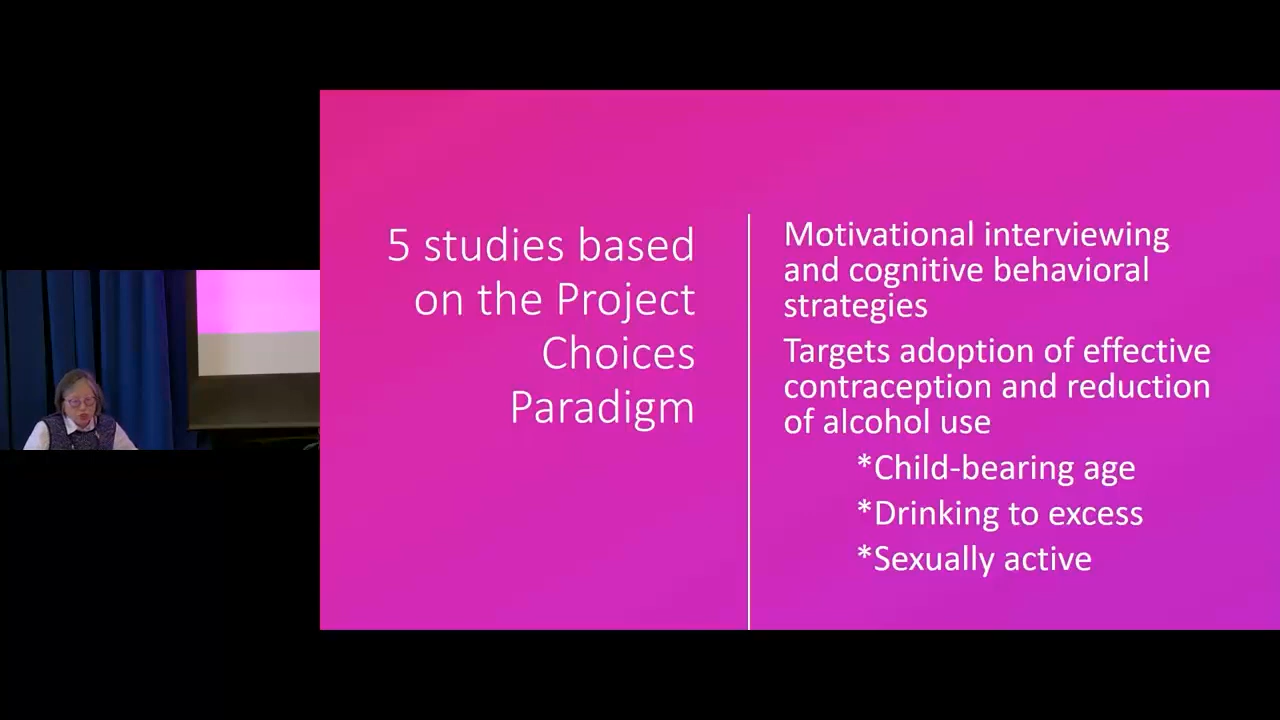 5 studies based
on the Project
Choices
Paradigm
Motivational interviewing
and cognitive behavioral
strategies
Targets adoption of effective
contraception and reduction
of alcohol use
*Child-bearing age
*Drinking to excess
*Sexually active